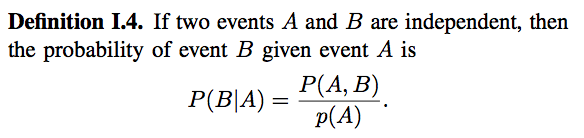 Definition I.4. If two events A and B are independent, then
the probability of event B given event A is
P(B|A) = P(A, B) / p(A) .